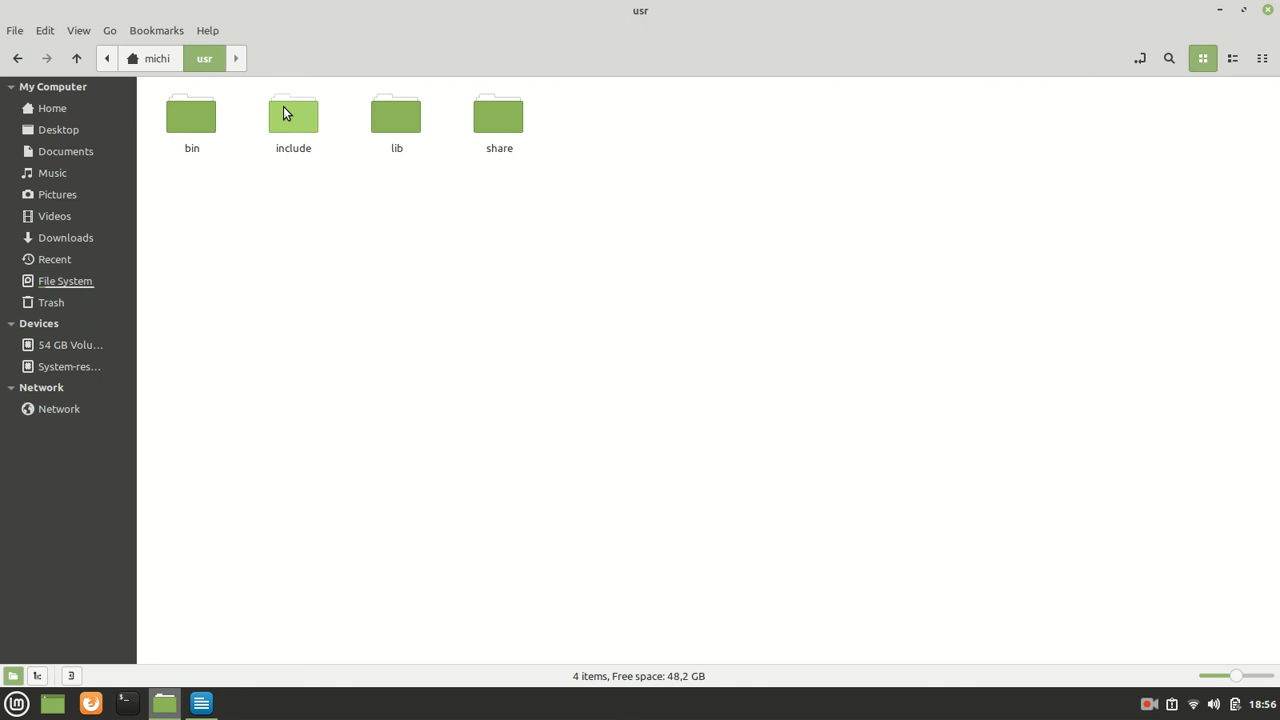 usr
File Edit View Go Bookmarks Help
michi usr
My Computer
Home
Desktop
Documents
Music
Pictures
Videos
Downloads
Recent
File System
Trash
Devices
54 GB Volu...
System-res...
Network
Network
bin include lib share
4 items, Free space: 48,2 GB
18:56